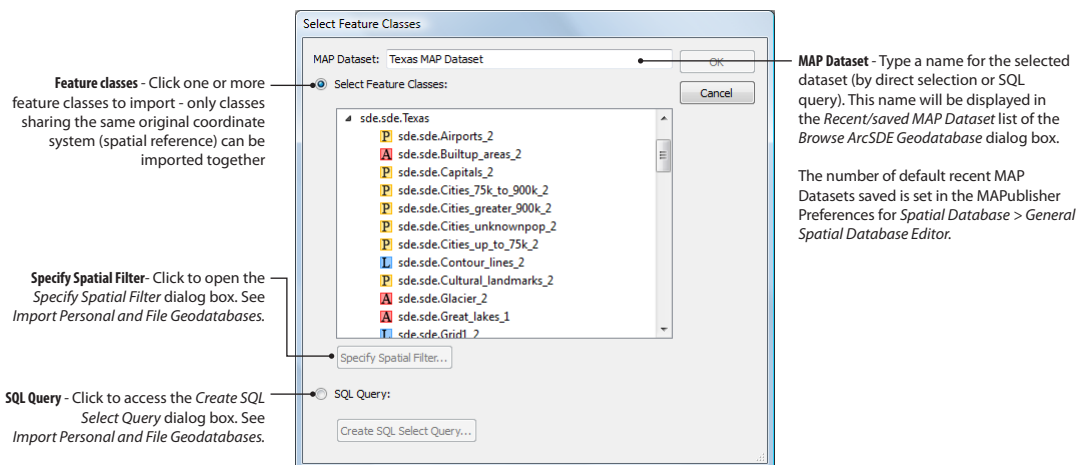 Select Feature Classes
MAP Dataset: Texas MAP Dataset
OK
Select Feature Classes:
Cancel
sde.sde.Texas
P sde.sde.Airports_2
A sde.sde.Builtup_areas_2
P sde.sde.Capitals_2
P sde.sde.Cities_75k_to_900k_2
P sde.sde.Cities_greater_900k_2
P sde.sde.Cities_unknownpop_2
P sde.sde.Cities_up_to_75k_2
L sde.sde.Contour_lines_2
P sde.sde.Cultural_landmarks_2
A sde.sde.Glacier_2
A sde.sde.Great_lakes_1
L sde.sde.Grid1_2
Specify Spatial Filter...
SQL Query:
Create SQL Select Query...
Feature classes - Click one or more
feature classes to import - only classes
sharing the same original coordinate
system (spatial reference) can be
imported together
Specify Spatial Filter- Click to open the
Specify Spatial Filter dialog box. See
Import Personal and File Geodatabases.
SQL Query - Click to access the Create SQL
Select Query dialog box. See
Import Personal and File Geodatabases.
MAP Dataset - Type a name for the selected
dataset (by direct selection or SQL
query). This name will be displayed in
the Recent/saved MAP Dataset list of the
Browse ArcSDE Geodatabase dialog box.
The number of default recent MAP
Datasets saved is set in the MAPublisher
Preferences for Spatial Database > General
Spatial Database Editor.